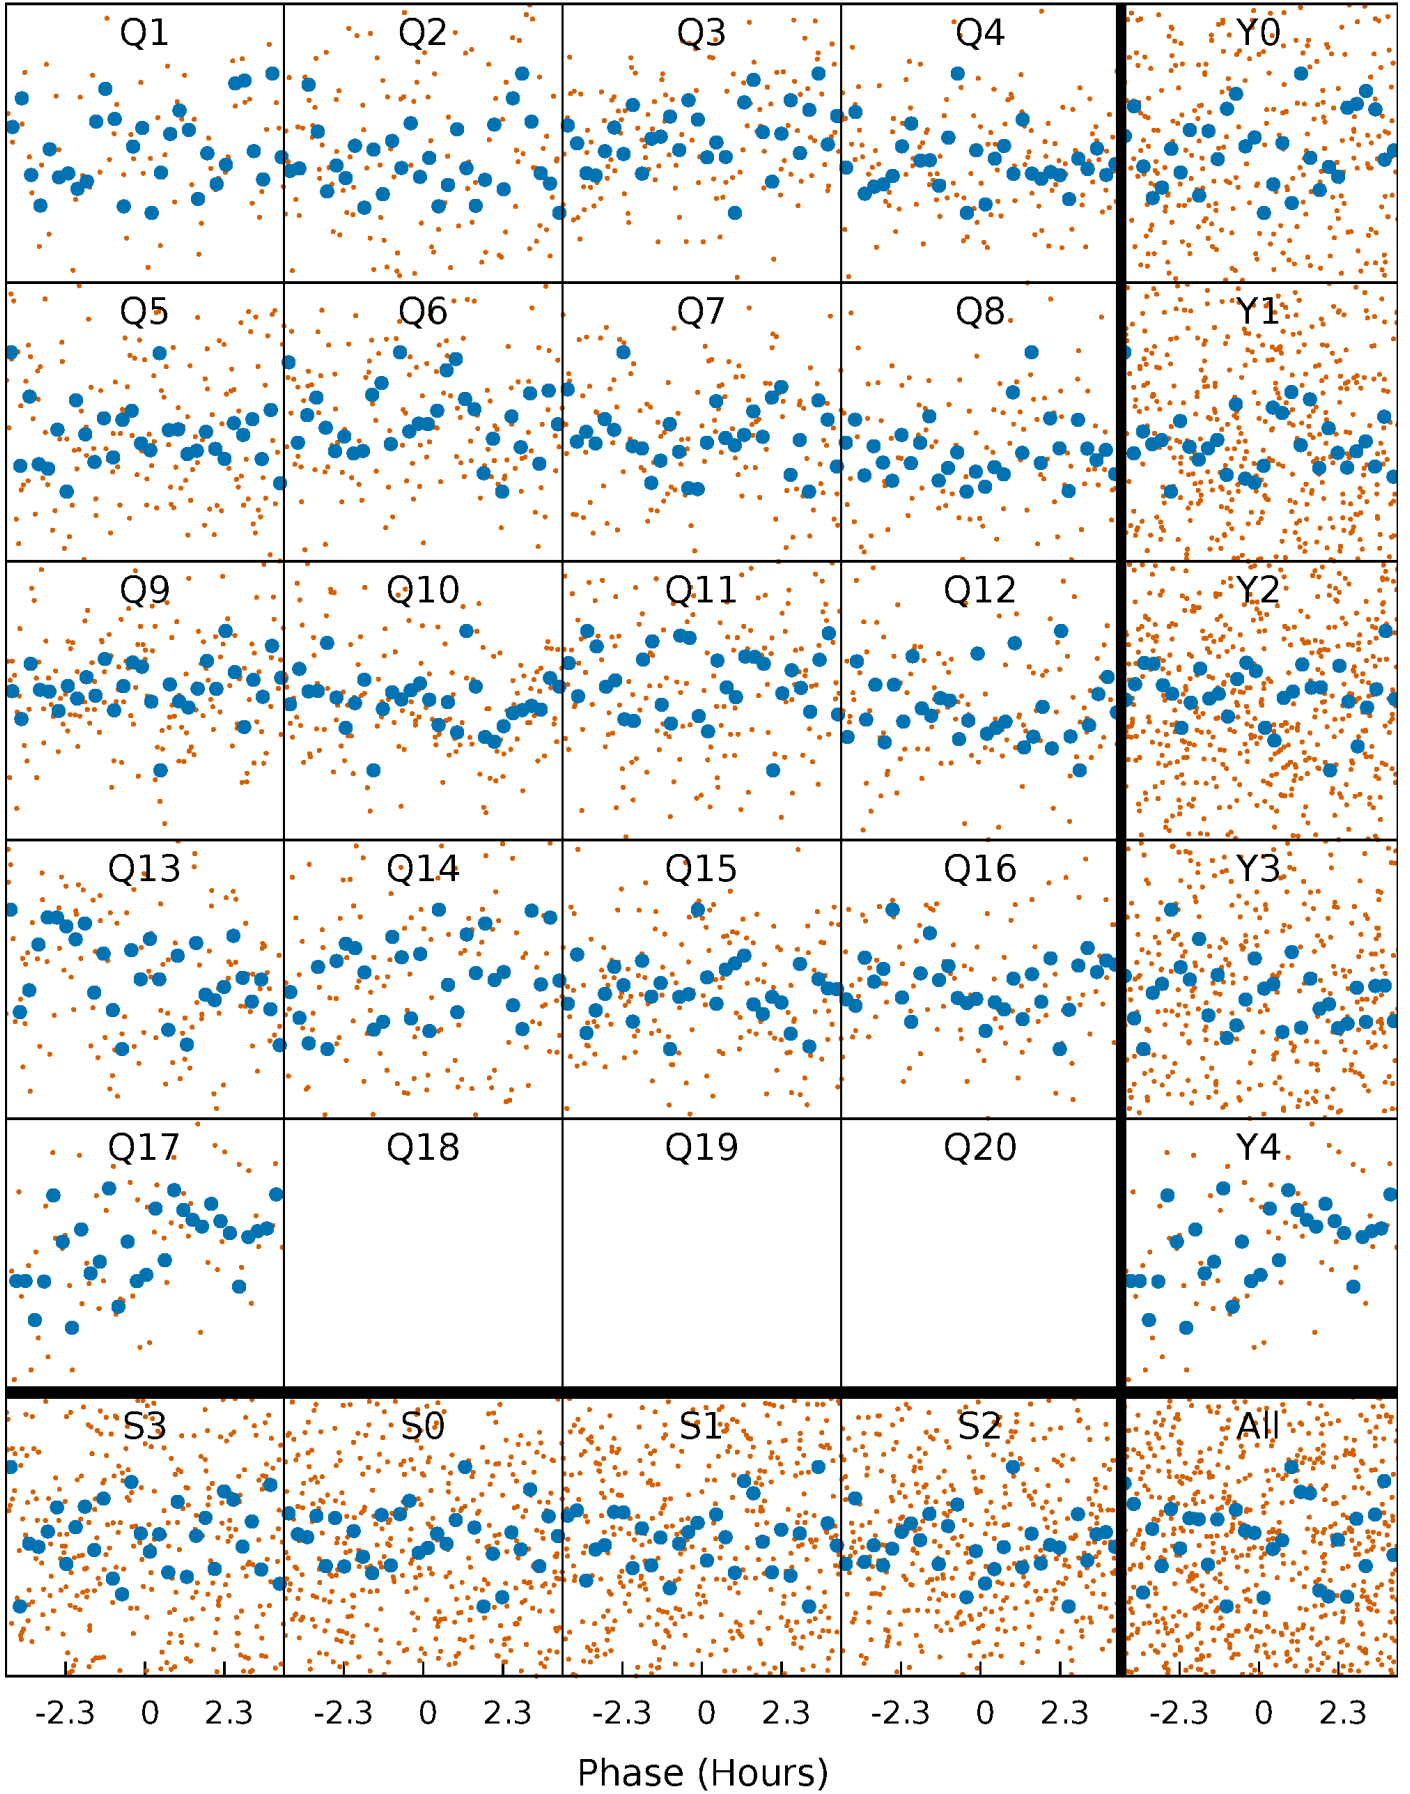 Q1 Q2 Q3 Q4 Y0
Q5 Q6 Q7 Q8 Y1
Q9 Q10 Q11 Q12 Y2
Q13 Q14 Q15 Q16 Y3
Q17 Q18 Q19 Q20 Y4
S3 S0 S1 S2 All
-2.3 0 2.3 -2.3 0 2.3 -2.3 0 2.3 -2.3 0 2.3 -2.3 0 2.3
Phase (Hours)